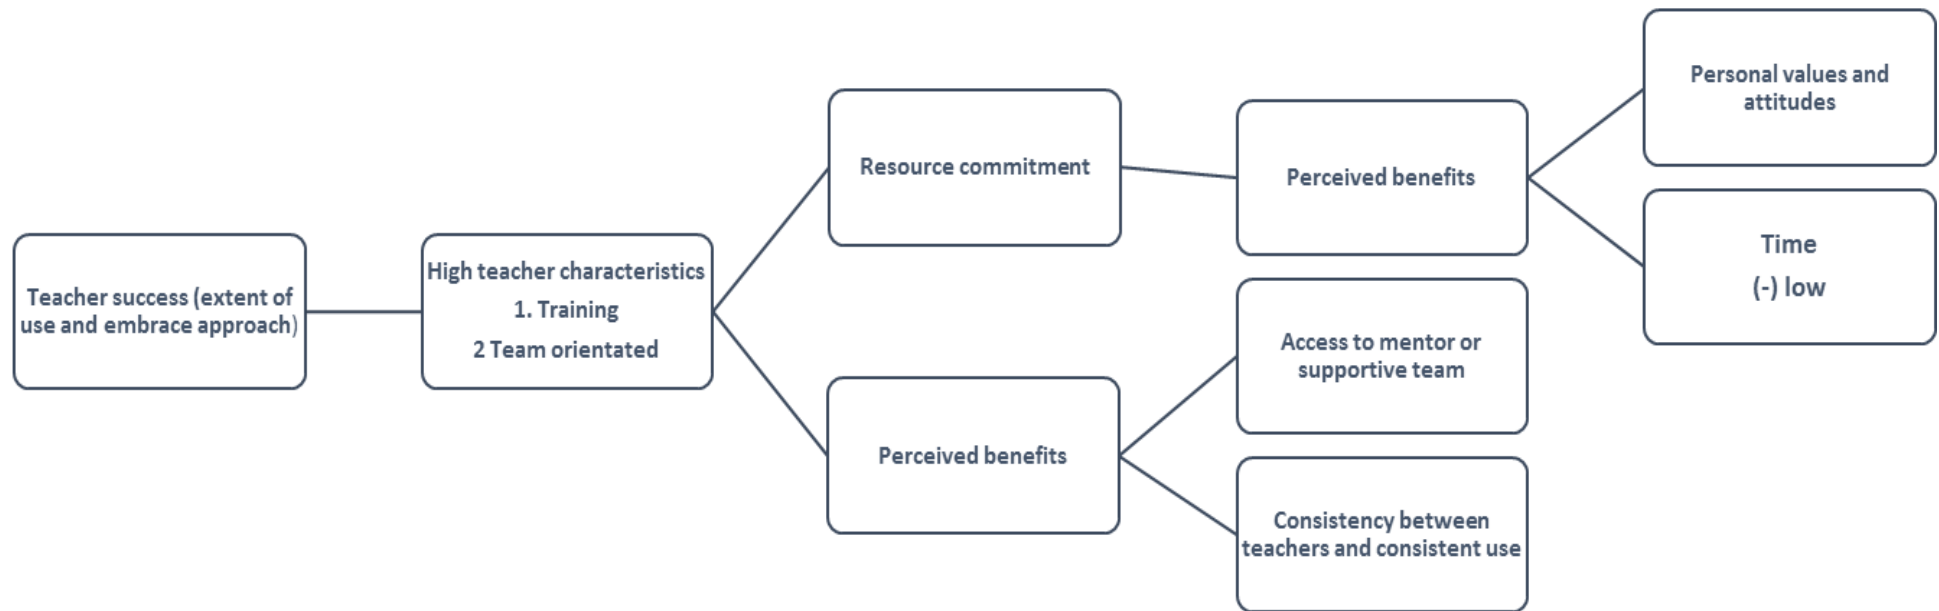 Teacher success (extent of
use and embrace approach)
High teacher characteristics
1. Training
2 Team orientated
Resource commitment
Perceived benefits
Perceived benefits
Access to mentor or
supportive team
Consistency between
teachers and consistent use
Personal values and
attitudes
Time
(-) low